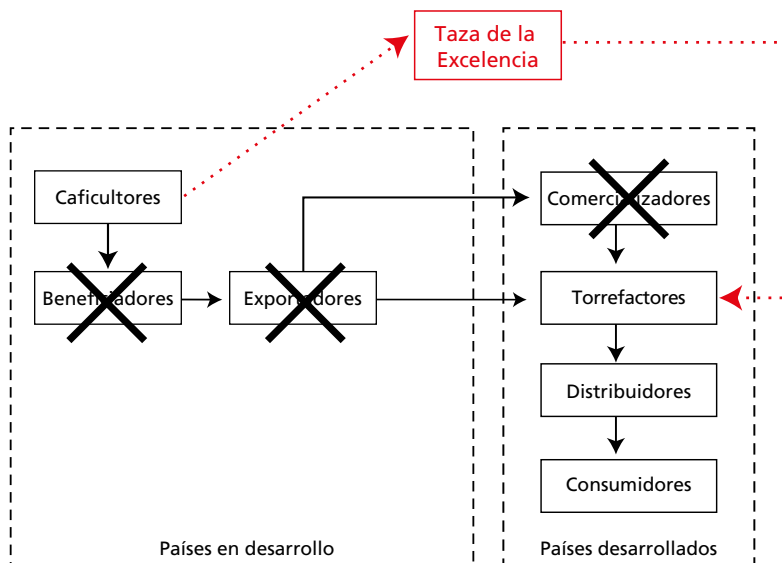 Taza de la
Excelencia
Caficultores
Beneficiadores
Exportadores
Comercializadores
Torrefactores
Distribuidores
Consumidores
Países en desarrollo
Países desarrollados